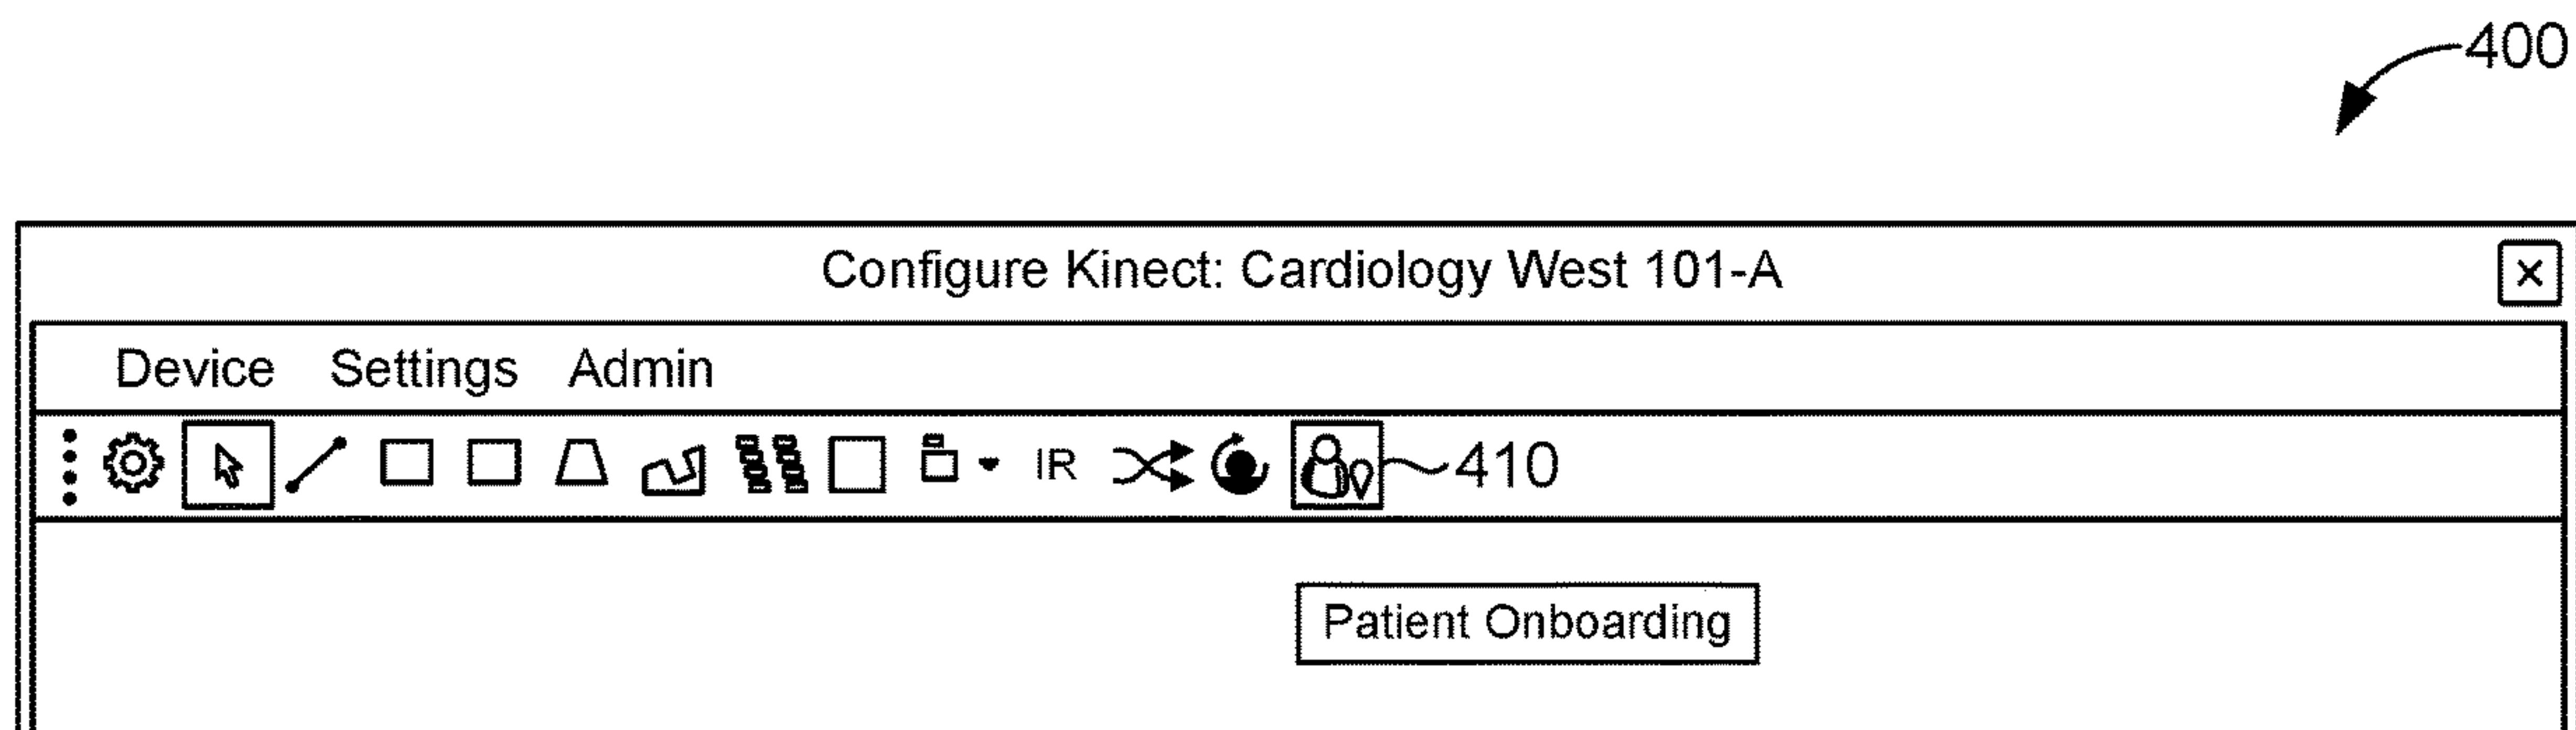 400
Configure Kinect: Cardiology West 101-A
Device Settings Admin
IR 410
Patient Onboarding